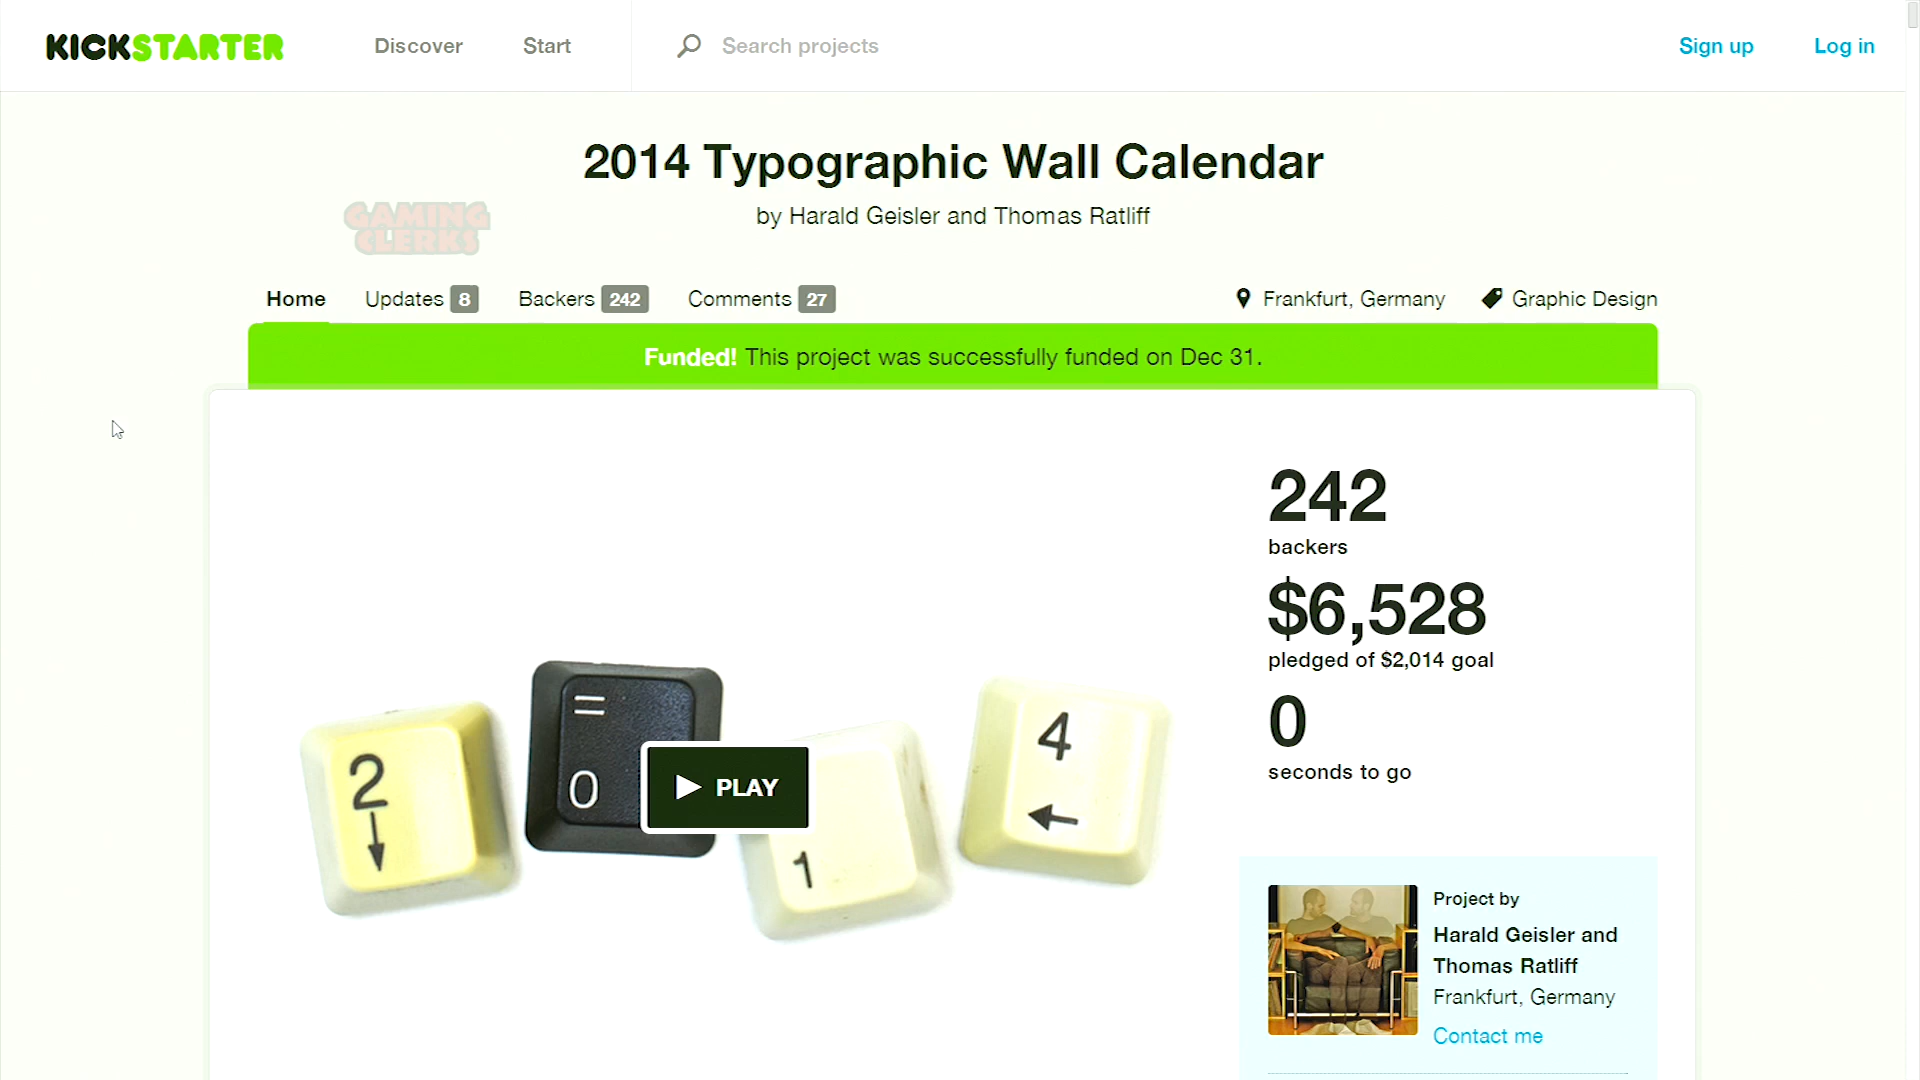 KICKSTARTER
Discover
Start
Search projects
Sign up
Log in
2014 Typographic Wall Calendar
by Harald Geisler and Thomas Ratliff
GAMING
CLERKS
Home
Updates 8
Backers 242
Comments 27
Frankfurt, Germany
Graphic Design
Funded! This project was successfully funded on Dec 31.
242
backers
$6,528
pledged of $2,014 goal
0
seconds to go
2
=
0
1
4
PLAY
Project by
Harald Geisler and
Thomas Ratliff
Frankfurt, Germany
Contact me